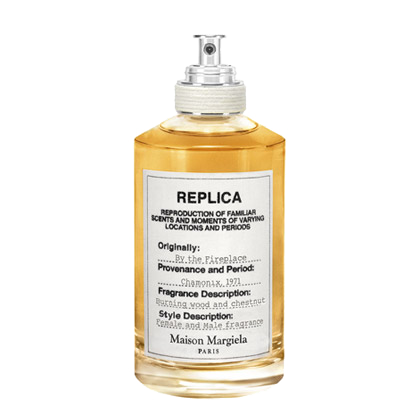 REPLICA
REPRODUCTION OF FAMILIAR
SCENTS AND MOMENTS OF VARYING
LOCATIONS AND PERIODS
Originally:
By the Fireplace
Provenance and Period:
Chamonix, 1971
Fragrance Description:
Burning wood and chestnut
Style Description:
Female and Male fragrance
Maison Margiela
PARIS